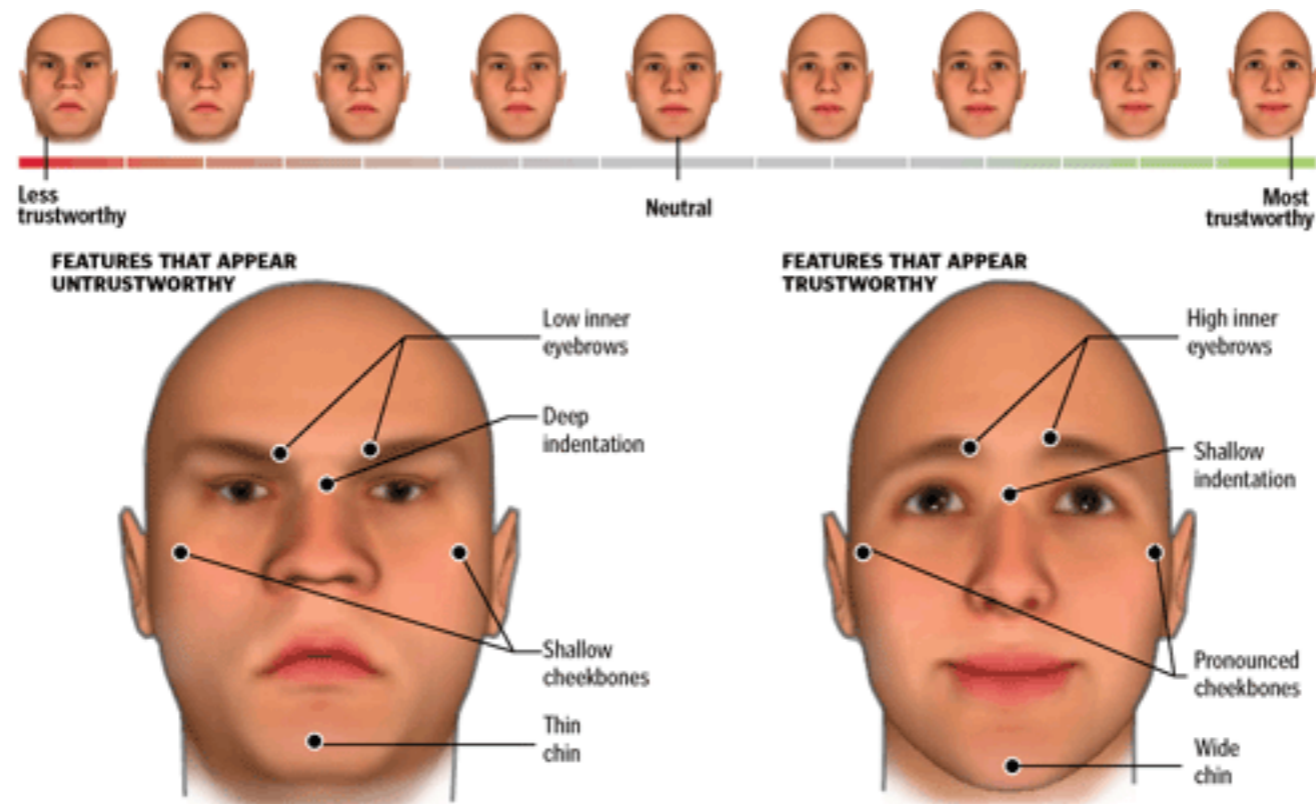 Less
trustworthy
Neutral
Most
trustworthy
FEATURES THAT APPEAR
UNTRUSTWORTHY
Low inner
eyebrows
Deep
indentation
Shallow
cheekbones
Thin
chin
FEATURES THAT APPEAR
TRUSTWORTHY
High inner
eyebrows
Shallow
indentation
Pronounced
cheekbones
Wide
chin